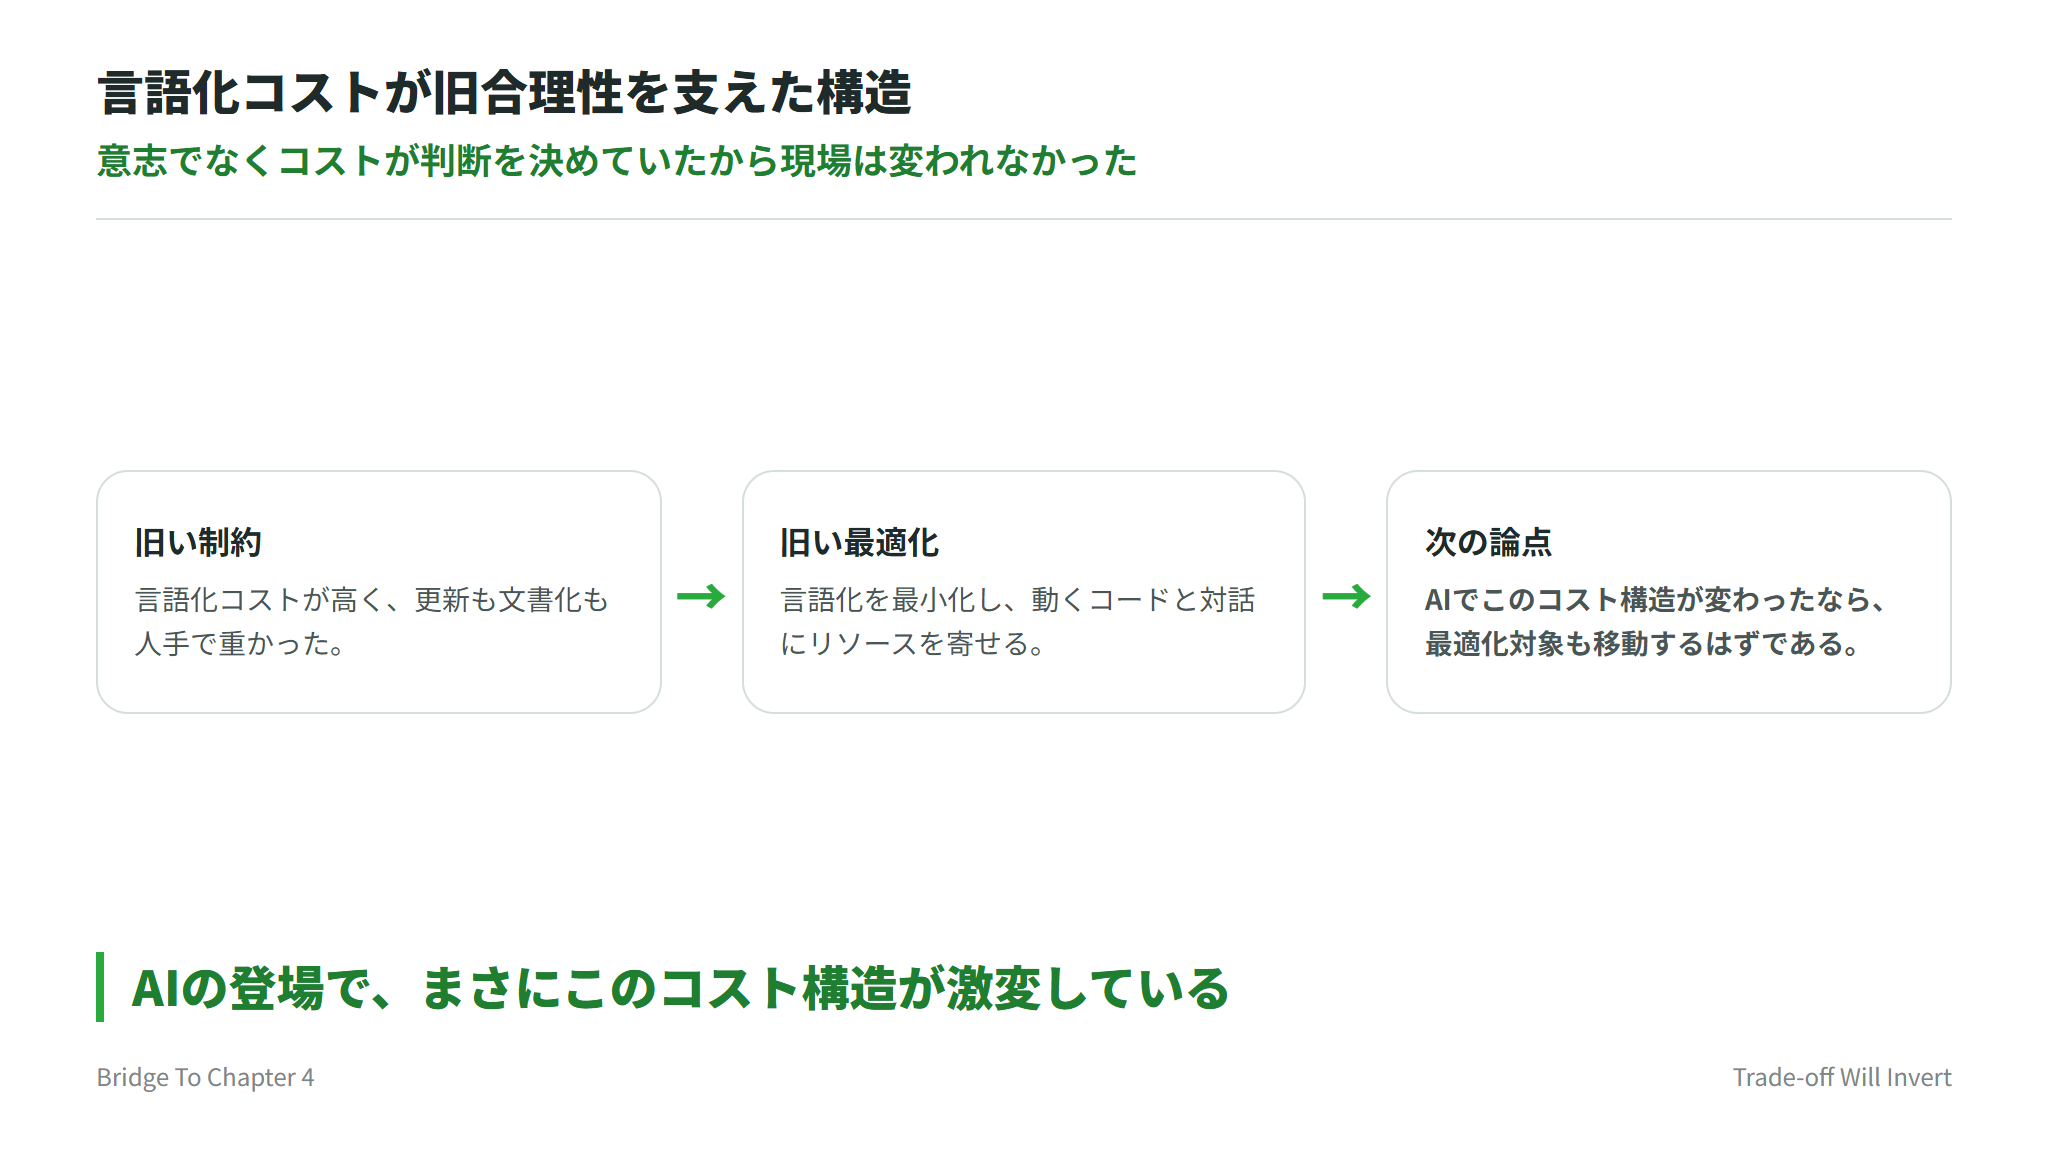 言語化コストが旧合理性を支えた構造
意志でなくコストが判断を決めていたから現場は変われなかった
旧い制約
言語化コストが高く、更新も文書化も
人手で重かった。
→
旧い最適化
言語化を最小化し、動くコードと対話
にリソースを寄せる。
→
次の論点
AIでこのコスト構造が変わったなら、
最適化対象も移動するはずである。
AIの登場で、まさにこのコスト構造が激変している
Bridge To Chapter 4
Trade-off Will Invert